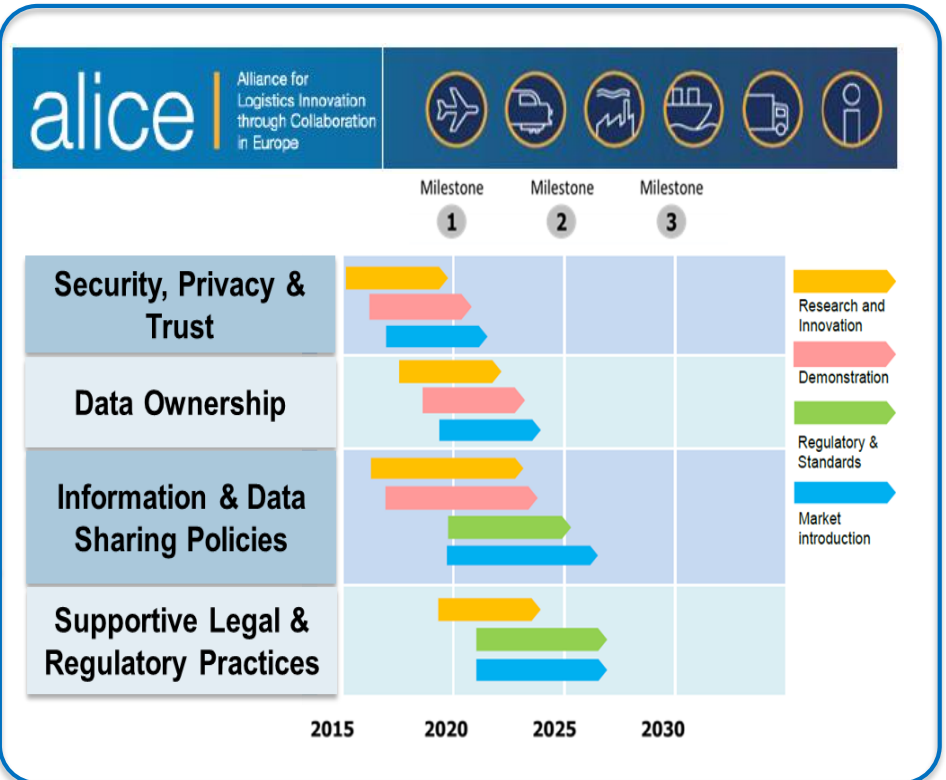 alice
Alliance for
Logistics Innovation
through Collaboration
in Europe
Milestone
1
Milestone
2
Milestone
3
Security, Privacy &
Trust
Data Ownership
Information & Data
Sharing Policies
Supportive Legal &
Regulatory Practices
Research and
Innovation
Demonstration
Regulatory &
Standards
Market
introduction
2015 2020 2025 2030